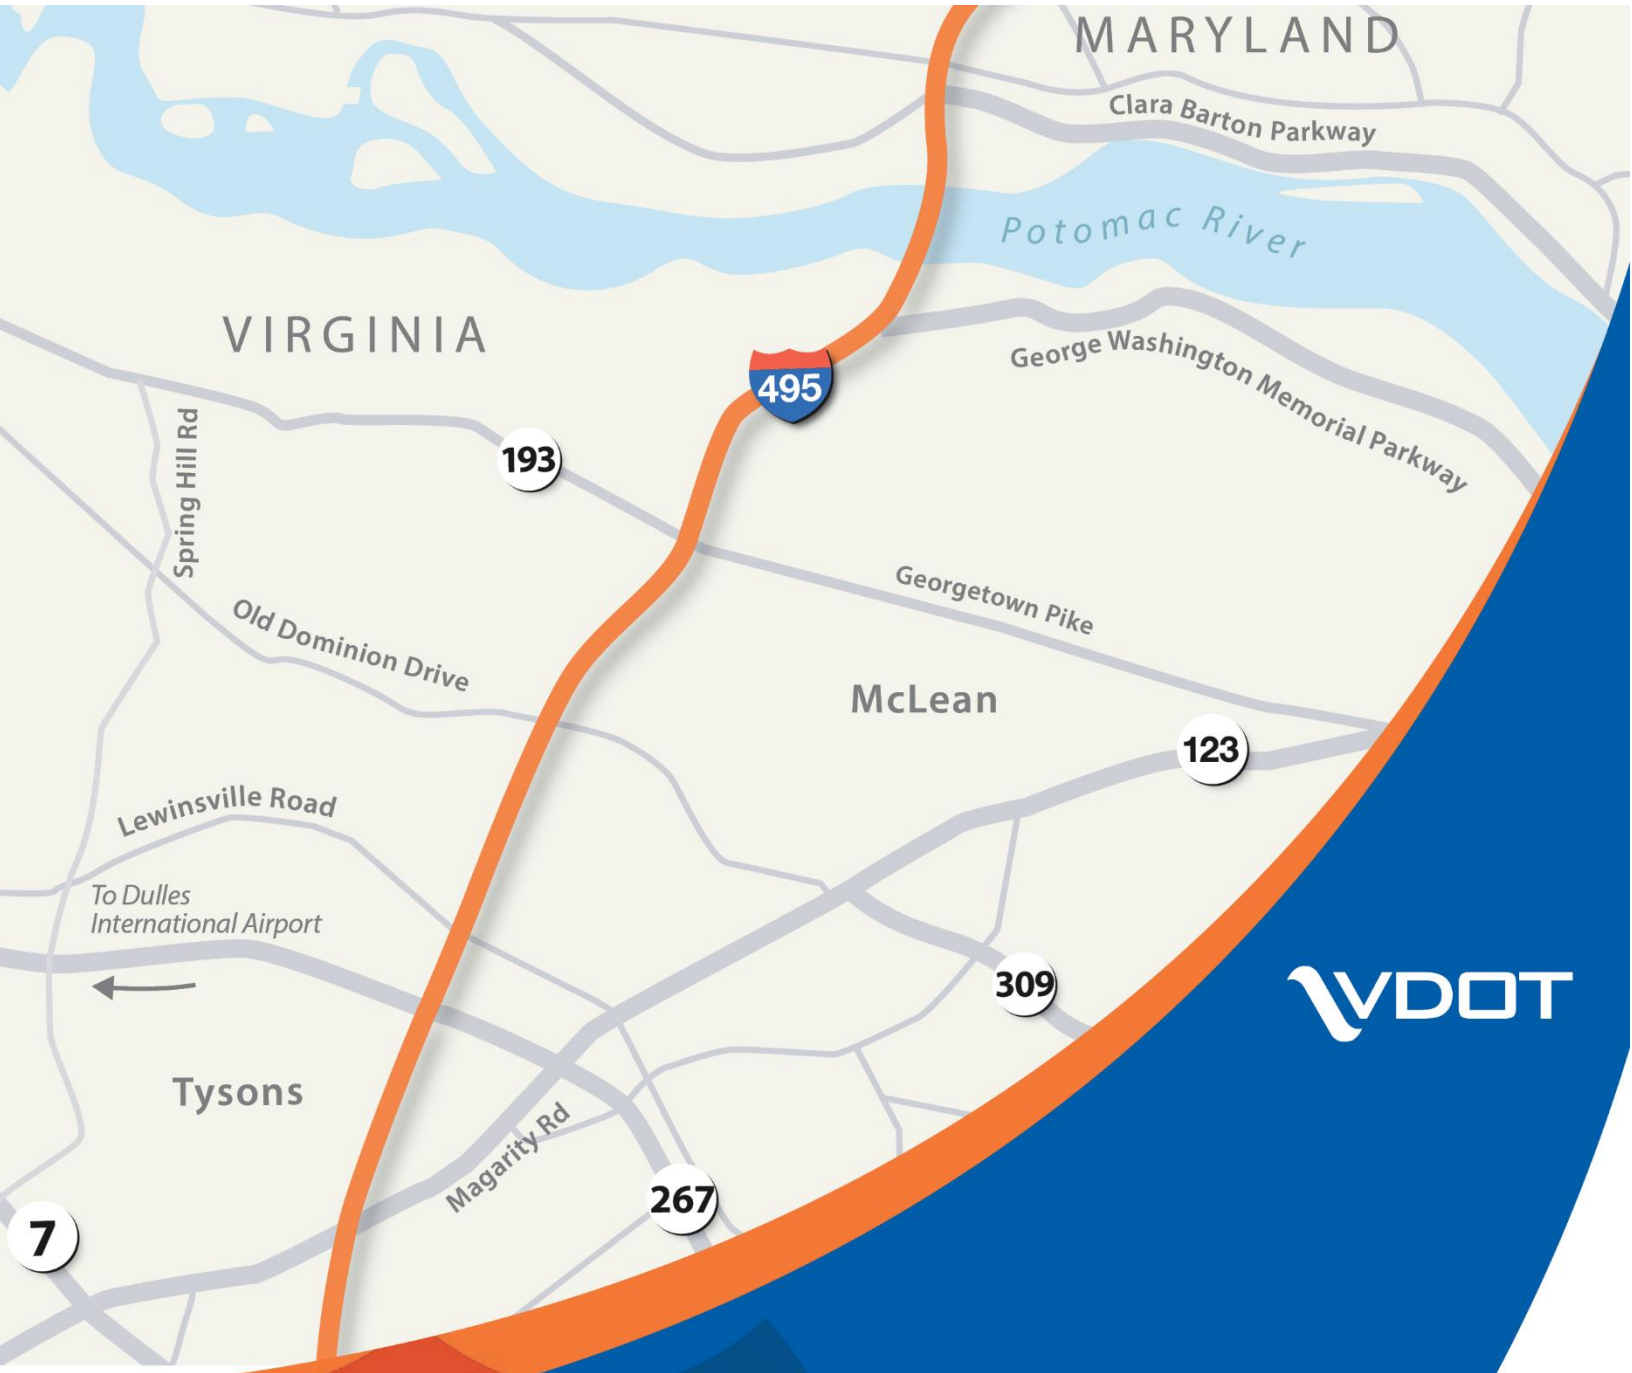 MARYLAND
Clara Barton Parkway
Potomac River
VIRGINIA
George Washington Memorial Parkway
495
Spring Hill Rd
193
Georgetown Pike
Old Dominion Drive
McLean
123
Lewinsville Road
To Dulles
International Airport
309
VDOT
Tysons
Magarity Rd
267
7